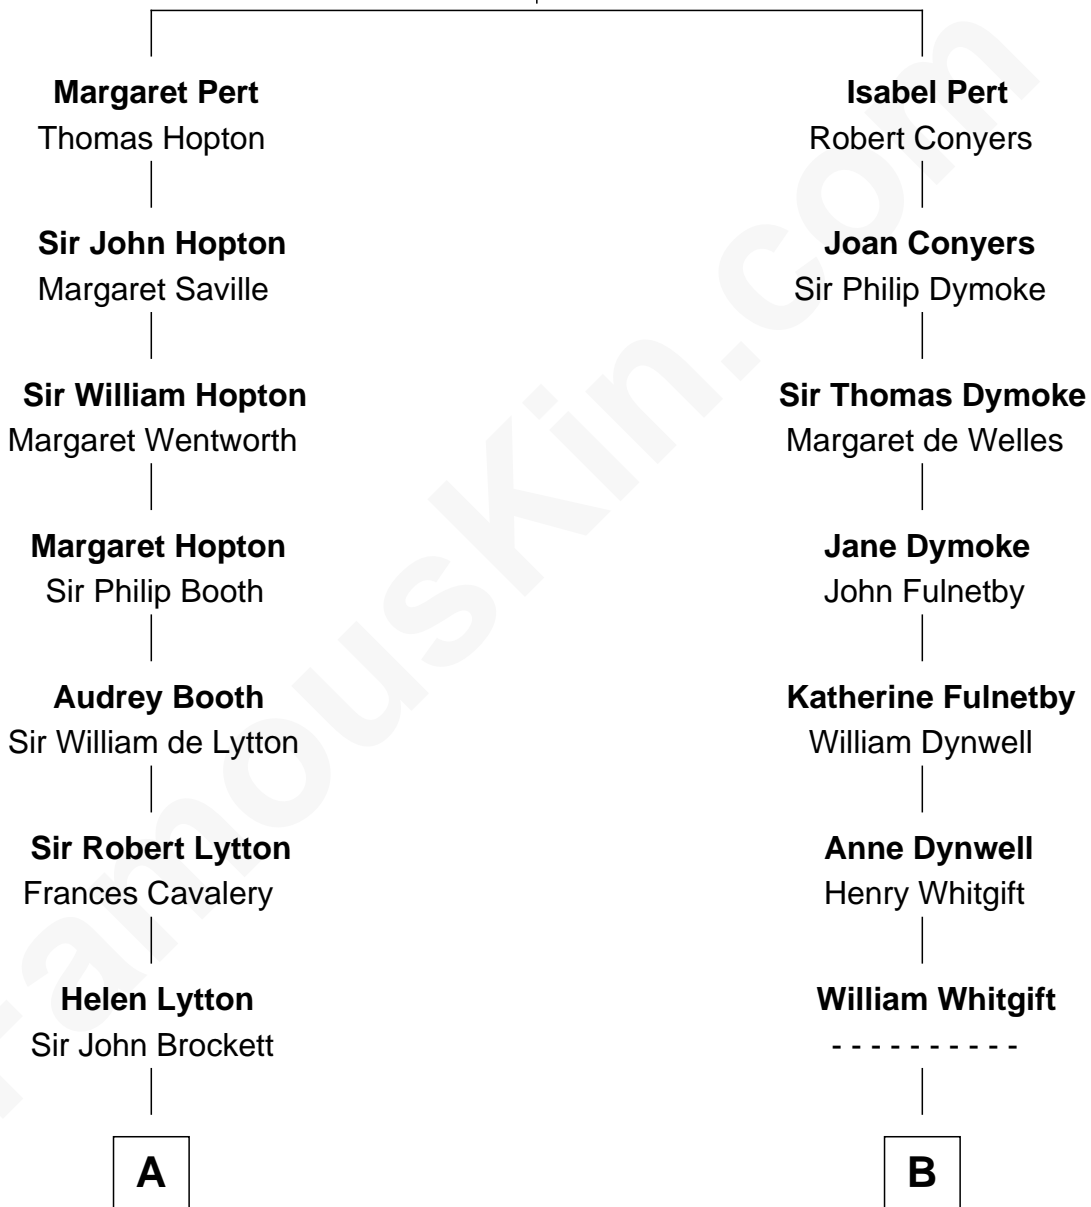 Margaret Pert
Thomas Hopton
Sir John Hopton
Margaret Saville
Sir William Hopton
Margaret Wentworth
Margaret Hopton
Sir Philip Booth
Audrey Booth
Sir William de Lytton
Sir Robert Lytton
Frances Cavalery
Helen Lytton
Sir John Brockett
A
Isabel Pert
Robert Conyers
Joan Conyers
Sir Philip Dymoke
Sir Thomas Dymoke
Margaret de Welles
Jane Dymoke
John Fulnetby
Katherine Fulnetby
William Dynwell
Anne Dynwell
Henry Whitgift
William Whitgift
- - - - - - - - - -
B
FamousKin.com